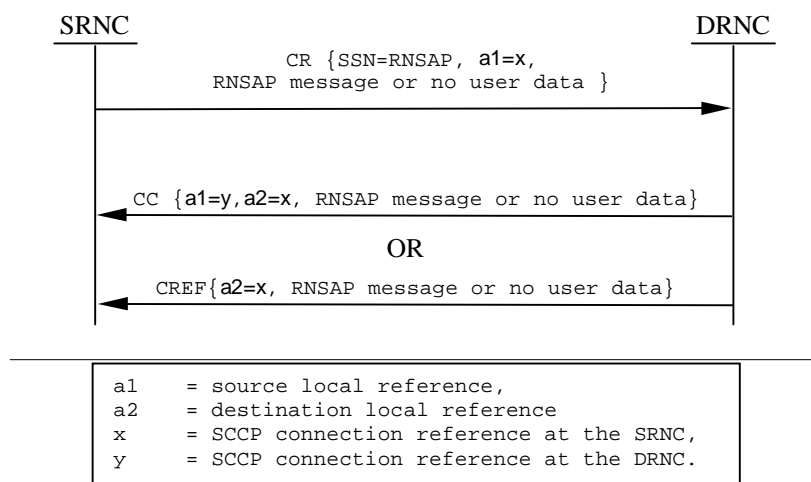 SRNC DRNC
CR {SSN=RNSAP, a1=x,
RNSAP message or no user data }
CC {a1=y,a2=x, RNSAP message or no user data}
OR
CREF{a2=x, RNSAP message or no user data}
a1 = source local reference,
a2 = destination local reference
x = SCCP connection reference at the SRNC,
y = SCCP connection reference at the DRNC.